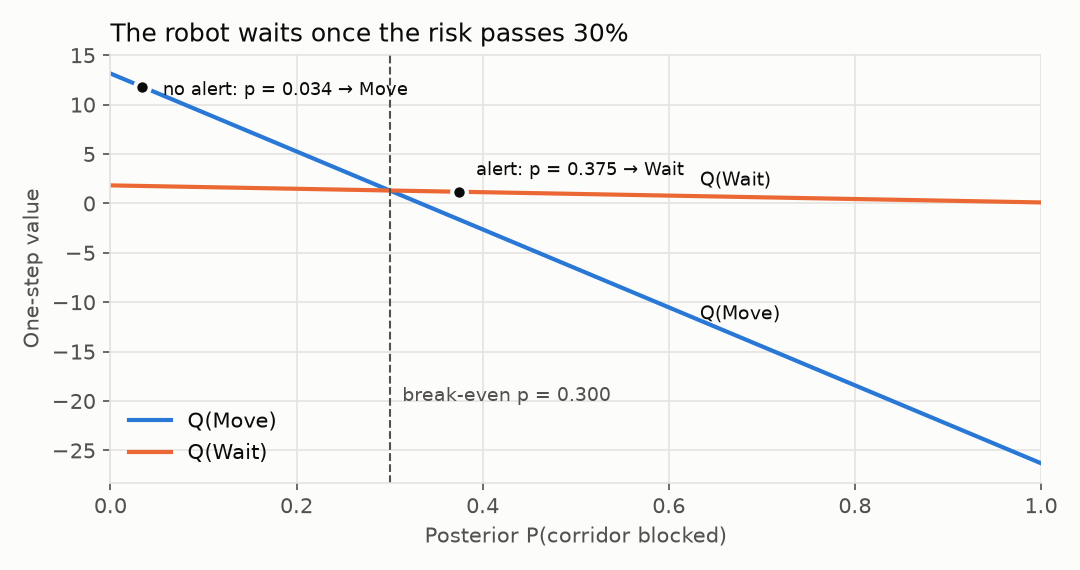 The robot waits once the risk passes 30%
15
10
5
0
−5
−10
−15
−20
−25
One-step value
no alert: p = 0.034 → Move
alert: p = 0.375 → Wait
Q(Wait)
Q(Move)
break-even p = 0.300
Q(Move)
Q(Wait)
0.0 0.2 0.4 0.6 0.8 1.0
Posterior P(corridor blocked)